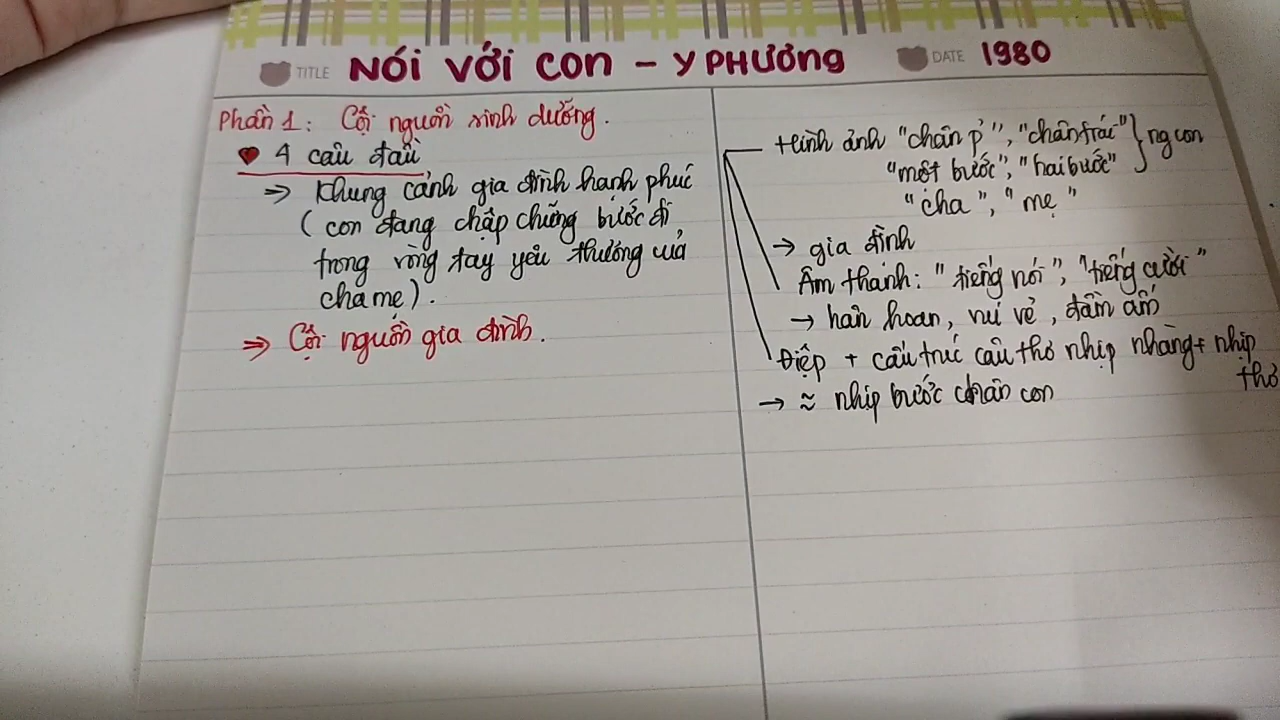 TITLE NÓI VỚI CON - Y PHƯƠNG DATE 1980
Phần 1: Cội nguồn sinh dưỡng.
4 câu đầu
⇒ Khung cảnh gia đình hạnh phúc
( con đang chập chững bước đi
trong vòng tay yêu thương của
cha mẹ ).
⇒ Cội nguồn gia đình.
Hình ảnh "chân p̉", "chân trái" } ng con
"một bước", "hai bước"
"cha", "mẹ"
→ gia đình
Âm thanh: "tiếng nói", "tiếng cười"
→ hân hoan, vui vẻ, đầm ấm
Điệp + cấu trúc câu thơ nhịp nhàng + nhịp
thơ
→ ≈ nhịp bước chân con